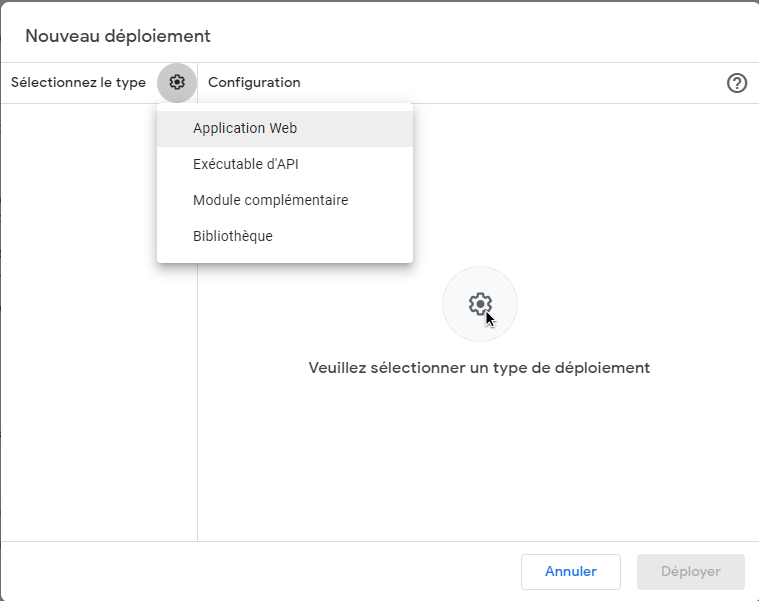 Nouveau déploiement
Sélectionnez le type
Configuration
Application Web
Exécutable d'API
Module complémentaire
Bibliothèque
Veuillez sélectionner un type de déploiement
Annuler
Déployer